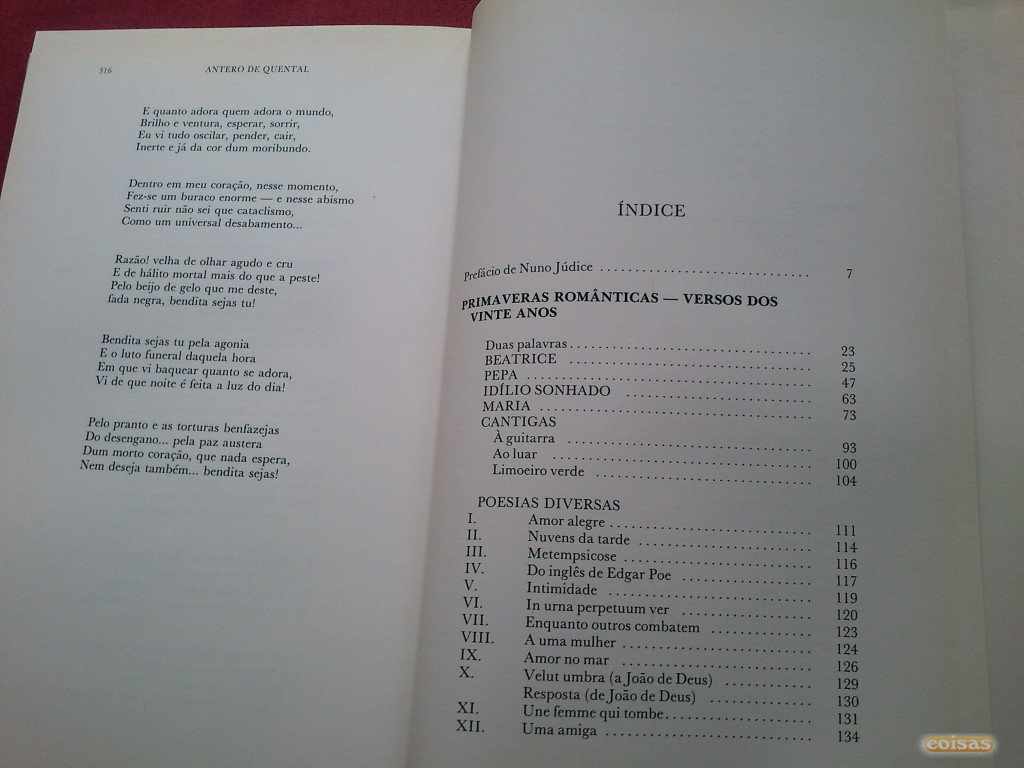 316
ANTERO DE QUENTAL
E quanto adora quem adora o mundo,
Brilho e ventura, esperar, sorrir,
Eu vi tudo oscilar, pender, cair,
Inerte e já da cor dum moribundo.
Dentro em meu coração, nesse momento,
Fez-se um buraco enorme — e nesse abismo
Senti ruir não sei que cataclismo,
Como um universal desabamento...
Razão! velha de olhar agudo e cru
E de hálito mortal mais do que a peste!
Pelo beijo de gelo que me deste,
fada negra, bendita sejas tu!
Bendita sejas tu pela agonia
E o luto funeral daquela hora
Em que vi baquear quanto se adora,
Vi de que noite é feita a luz do dia!
Pelo pranto e as torturas benfazejas
Do desengano... pela paz austera
Dum morto coração, que nada espera,
Nem deseja também... bendita sejas!
ÍNDICE
Prefácio de Nuno Júdice ............................ 7
PRIMAVERAS ROMÂNTICAS — VERSOS DOS
VINTE ANOS
Duas palavras ................................ 23
BEATRICE ................................ 25
PEPA ...................................... 47
IDÍLIO SONHADO ........................ 63
MARIA .................................... 73
CANTIGAS
À guitarra ................................ 93
Ao luar .................................. 100
Limoeiro verde ............................ 104
POESIAS DIVERSAS
I. Amor alegre .......................... 111
II. Nuvens da tarde ...................... 114
III. Metempsicose ........................ 116
IV. Do inglês de Edgar Poe ................ 117
V. Intimidade .......................... 119
VI. In urna perpetuum ver ................ 120
VII. Enquanto outros combatem ............ 123
VIII. A uma mulher ........................ 124
IX. Amor no mar ........................ 126
X. Velut umbra (a João de Deus) .......... 129
Resposta (de João de Deus) ............ 130
XI. Une femme qui tombe .................. 131
XII. Uma amiga .......................... 134
coisas